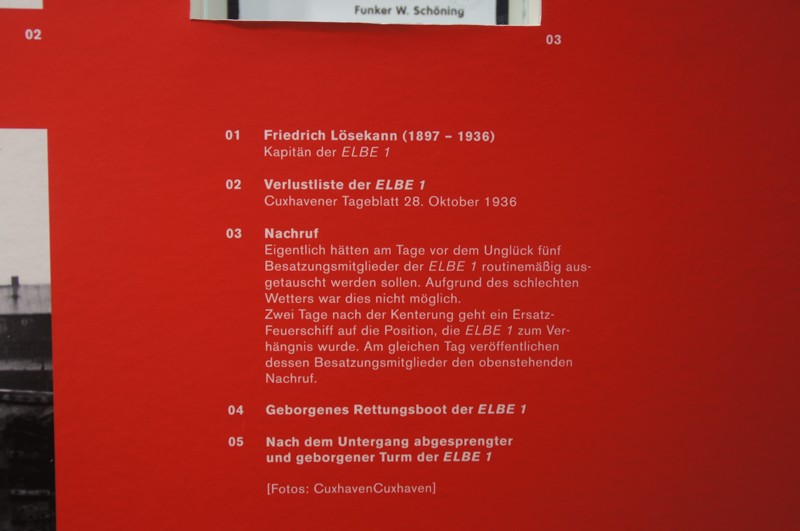 Funker W. Schöning
02
03
01 Friedrich Lösekann (1897 – 1936)
Kapitän der ELBE 1
02 Verlustliste der ELBE 1
Cuxhavener Tageblatt 28. Oktober 1936
03 Nachruf
Eigentlich hätten am Tage vor dem Unglück fünf
Besatzungsmitglieder der ELBE 1 routinemäßig aus-
getauscht werden sollen. Aufgrund des schlechten
Wetters war dies nicht möglich.
Zwei Tage nach der Kenterung geht ein Ersatz-
Feuerschiff auf die Position, die ELBE 1 zum Ver-
hängnis wurde. Am gleichen Tag veröffentlichen
dessen Besatzungsmitglieder den obenstehenden
Nachruf.
04 Geborgenes Rettungsboot der ELBE 1
05 Nach dem Untergang abgesprengter
und geborgener Turm der ELBE 1
[Fotos: CuxhavenCuxhaven]